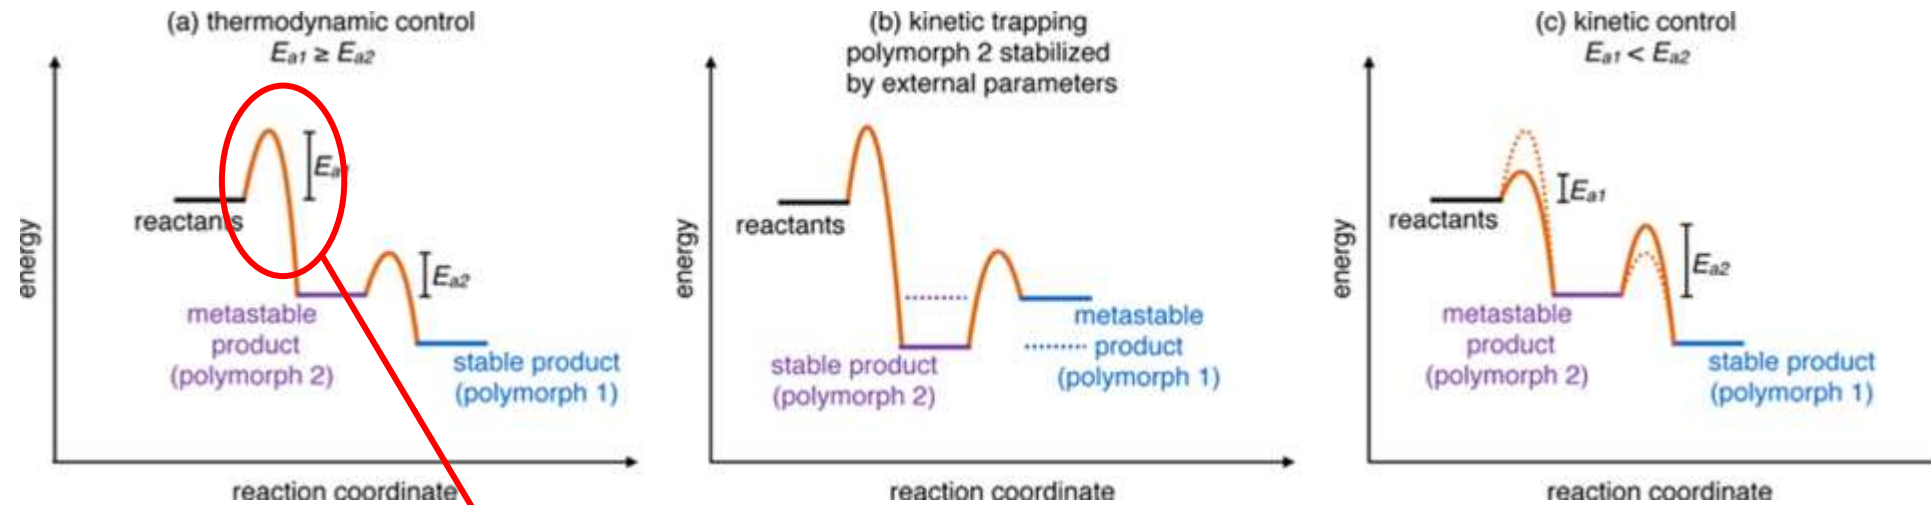 (a) thermodynamic control
Ea1 ≥ Ea2
Ea1
reactants
Ea2
metastable
product
(polymorph 2)
stable product
(polymorph 1)
energy
reaction coordinate
(b) kinetic trapping
polymorph 2 stabilized
by external parameters
reactants
metastable
product
(polymorph 1)
stable product
(polymorph 2)
energy
reaction coordinate
(c) kinetic control
Ea1 < Ea2
Ea1
reactants
Ea2
metastable
product
(polymorph 2)
stable product
(polymorph 1)
energy
reaction coordinate